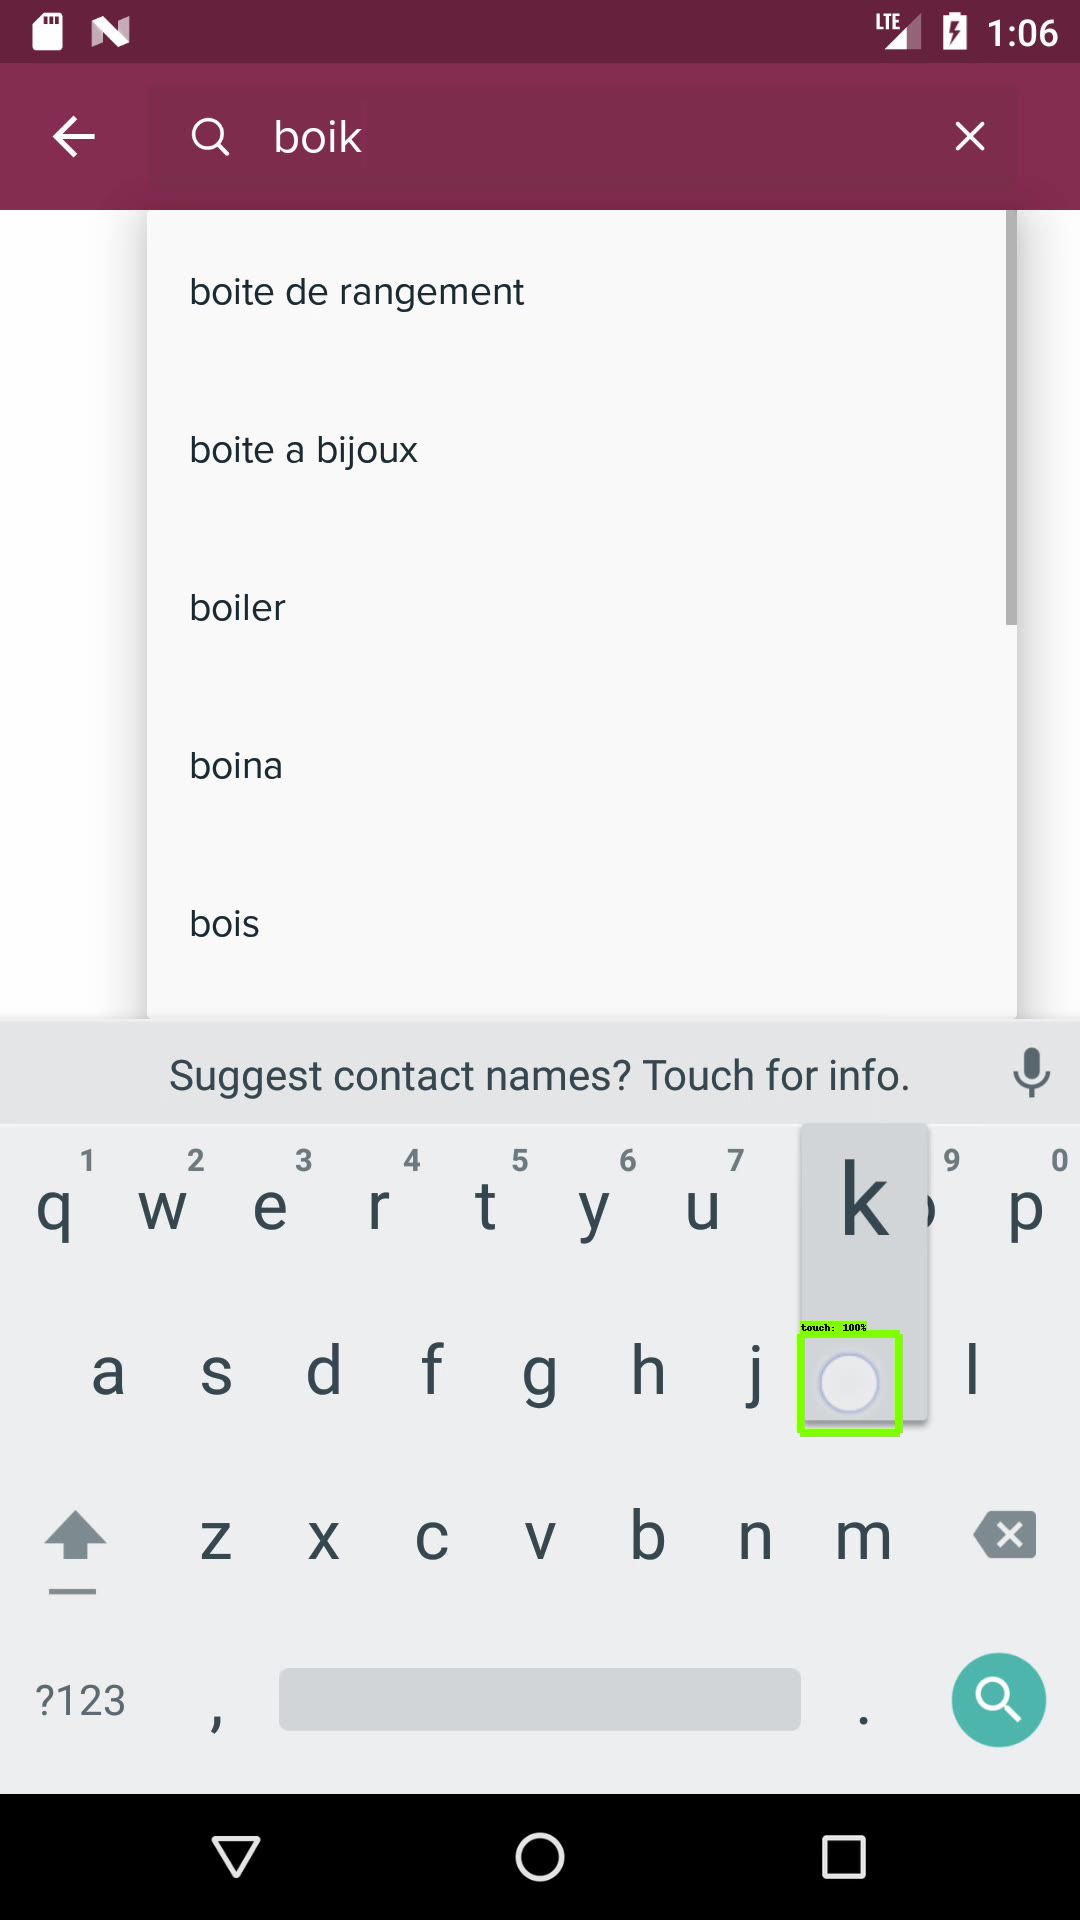 LTE 1:06
boik
boite de rangement
boite a bijoux
boiler
boina
bois
Suggest contact names? Touch for info.
1 2 3 4 5 6 7 9 0
q w e r t y u k p
touch: 100%
a s d f g h j l
z x c v b n m
?123 , .